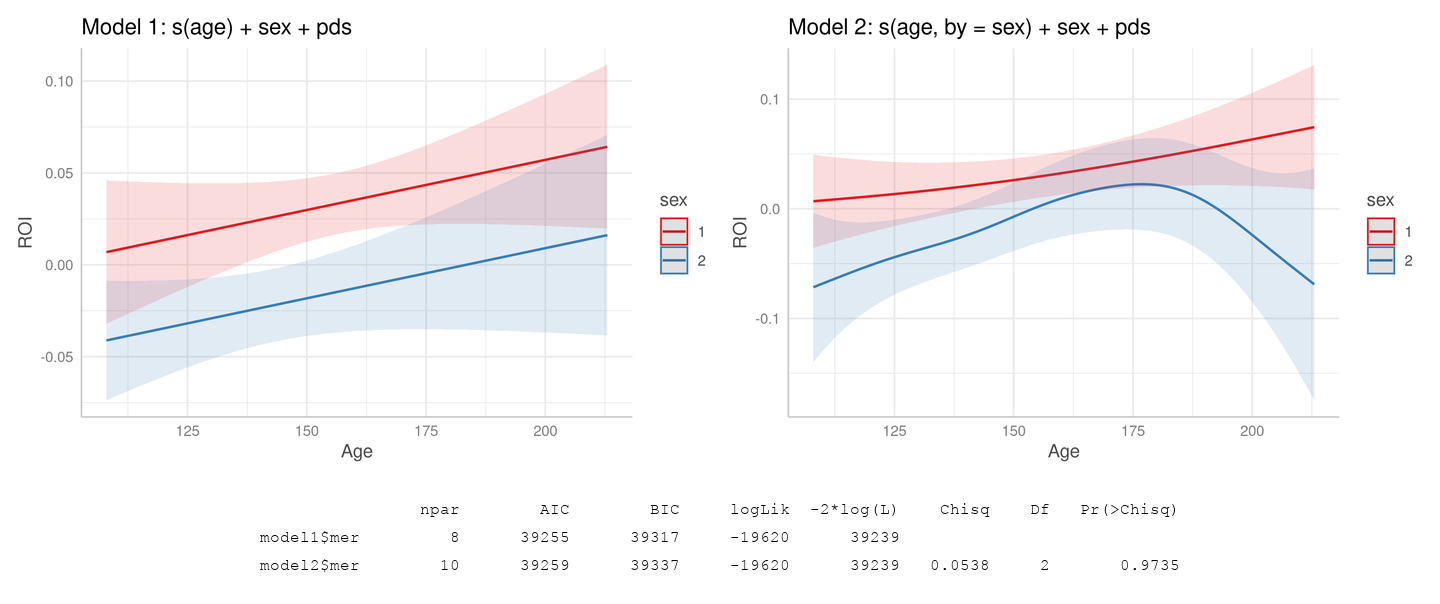 Model 1: s(age) + sex + pds
0.10
0.05
0.00
-0.05
ROI
125 150 175 200
Age
sex
1
2
Model 2: s(age, by = sex) + sex + pds
0.1
0.0
-0.1
ROI
125 150 175 200
Age
sex
1
2
npar AIC BIC logLik -2*log(L) Chisq Df Pr(>Chisq)
model1$mer 8 39255 39317 -19620 39239
model2$mer 10 39259 39337 -19620 39239 0.0538 2 0.9735